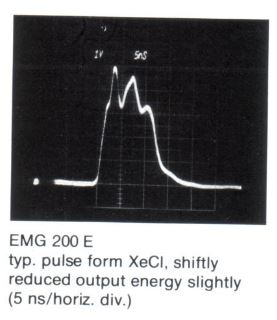 1V 5nS
EMG 200 E
typ. pulse form XeCl, shiftly
reduced output energy slightly
(5 ns/horiz. div.)